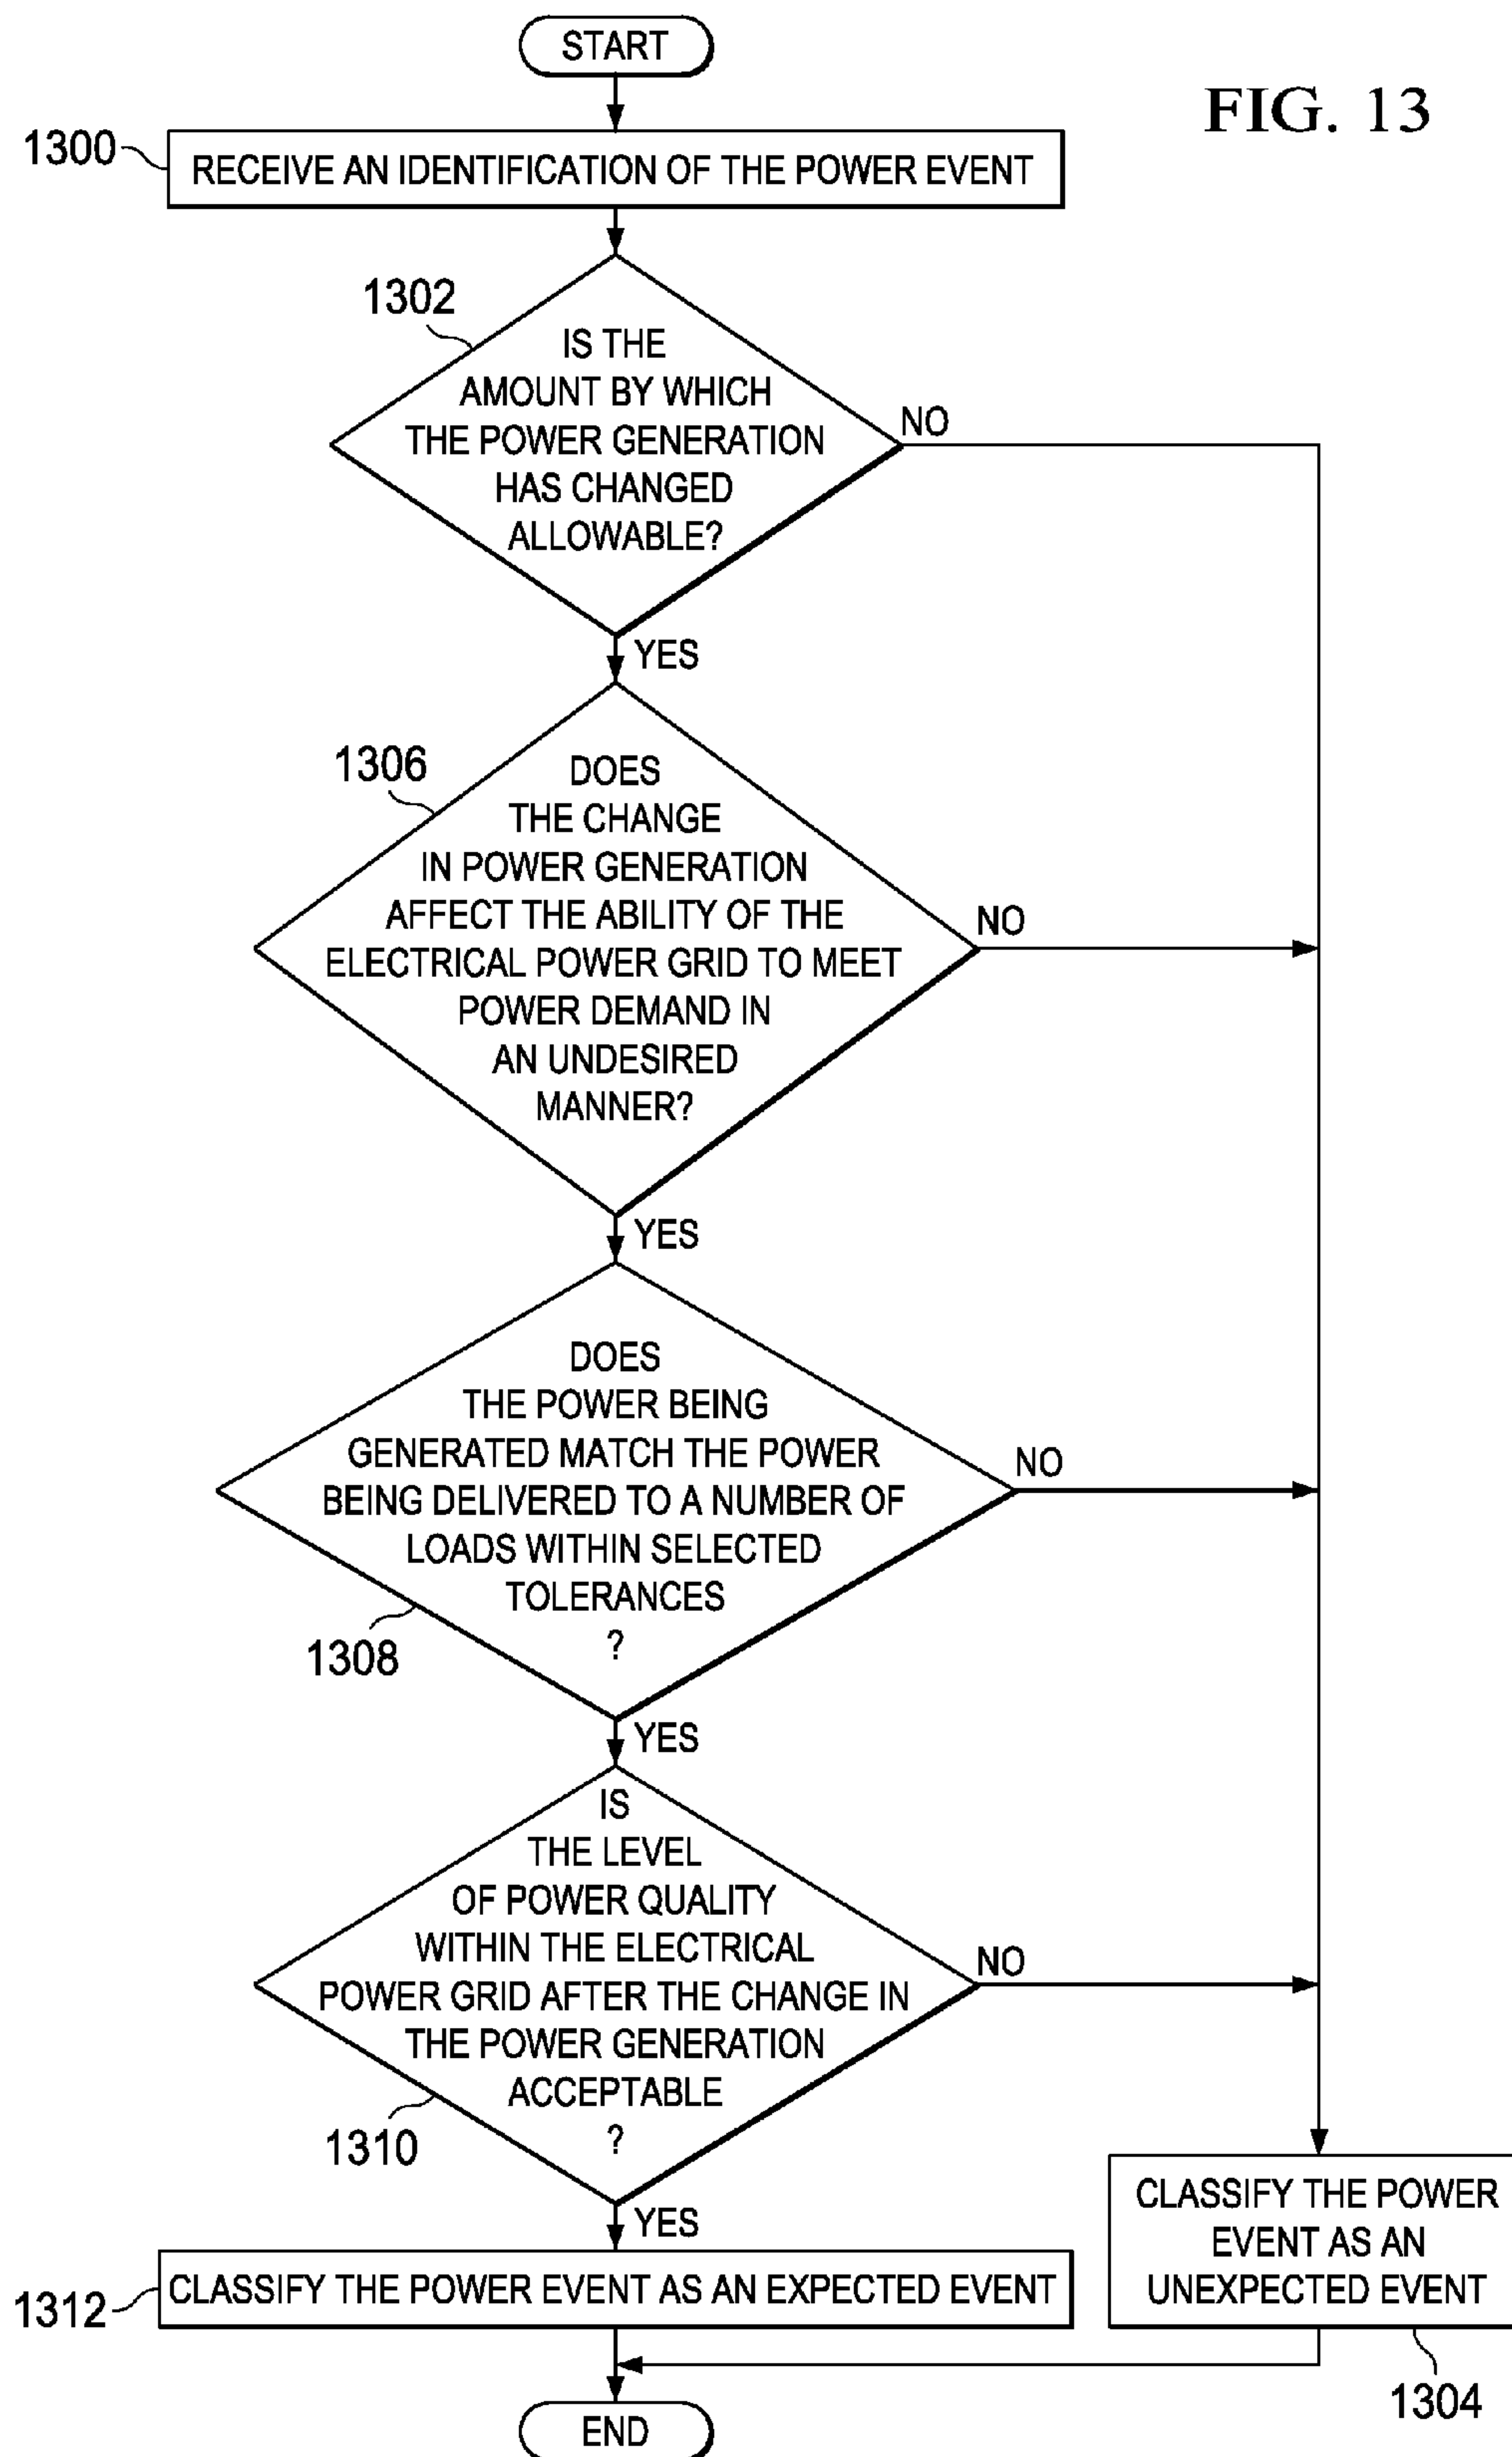 START
FIG. 13
1300
RECEIVE AN IDENTIFICATION OF THE POWER EVENT
1302
IS THE
AMOUNT BY WHICH
THE POWER GENERATION
HAS CHANGED
ALLOWABLE?
NO
YES
1306
DOES
THE CHANGE
IN POWER GENERATION
AFFECT THE ABILITY OF THE
ELECTRICAL POWER GRID TO MEET
POWER DEMAND IN
AN UNDESIRED
MANNER?
NO
YES
DOES
THE POWER BEING
GENERATED MATCH THE POWER
BEING DELIVERED TO A NUMBER OF
LOADS WITHIN SELECTED
TOLERANCES
?
1308
NO
YES
IS
THE LEVEL
OF POWER QUALITY
WITHIN THE ELECTRICAL
POWER GRID AFTER THE CHANGE IN
THE POWER GENERATION
ACCEPTABLE
?
1310
NO
YES
CLASSIFY THE POWER
EVENT AS AN
UNEXPECTED EVENT
1304
1312
CLASSIFY THE POWER EVENT AS AN EXPECTED EVENT
END